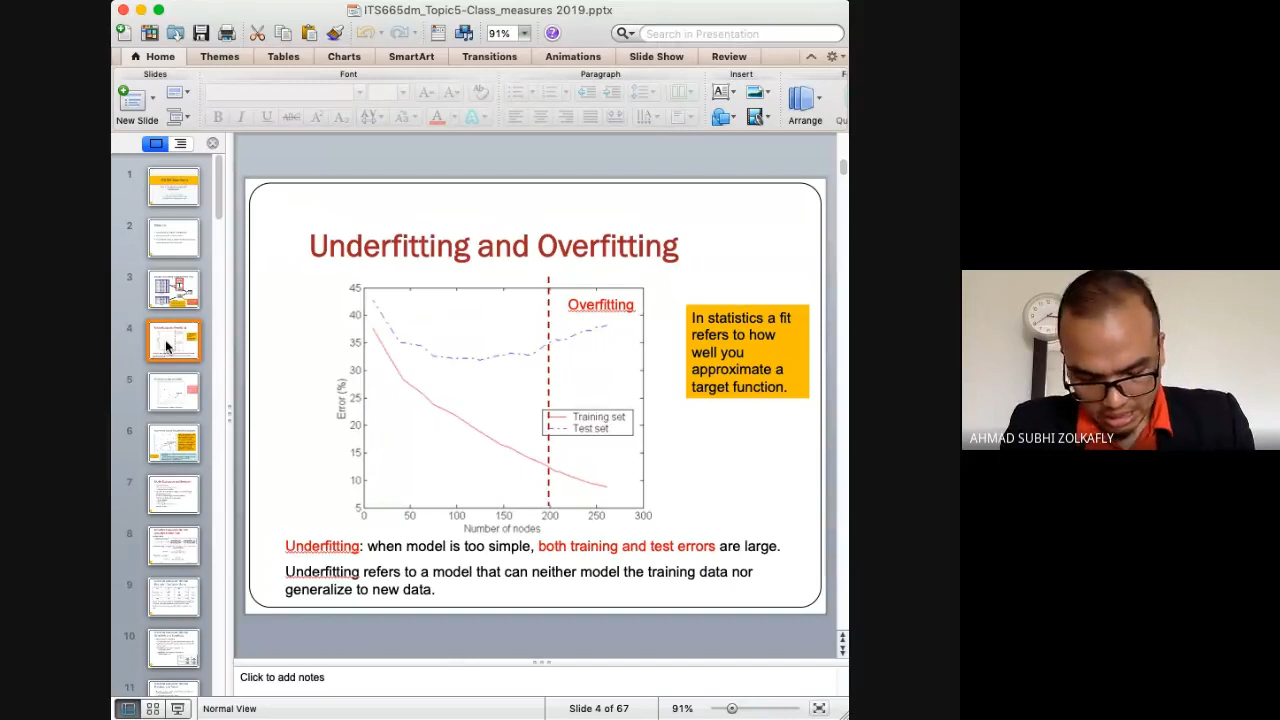 ITS665dm_Topic5-Class_measures 2019.pptx
91%
Search in Presentation
Home
Themes
Tables
Charts
SmartArt
Transitions
Animations
Slide Show
Review
Slides
Font
Paragraph
Insert
New Slide
Arrange
1
2
3
4
5
6
7
8
9
10
11
Underfitting and Overfitting
Overfitting
45
40
35
30
25
20
15
10
5
Error (%)
Training set
Test set
0 50 100 150 200 250 300
Number of nodes
In statistics a fit
refers to how
well you
approximate a
target function.
Underfitting: when model is too simple, both training and test errors are large.
Underfitting refers to a model that can neither model the training data nor
generalize to new data.
Click to add notes
Normal View
Slide 4 of 67
91%
AHMAD SUBHI ZOLKAFLY